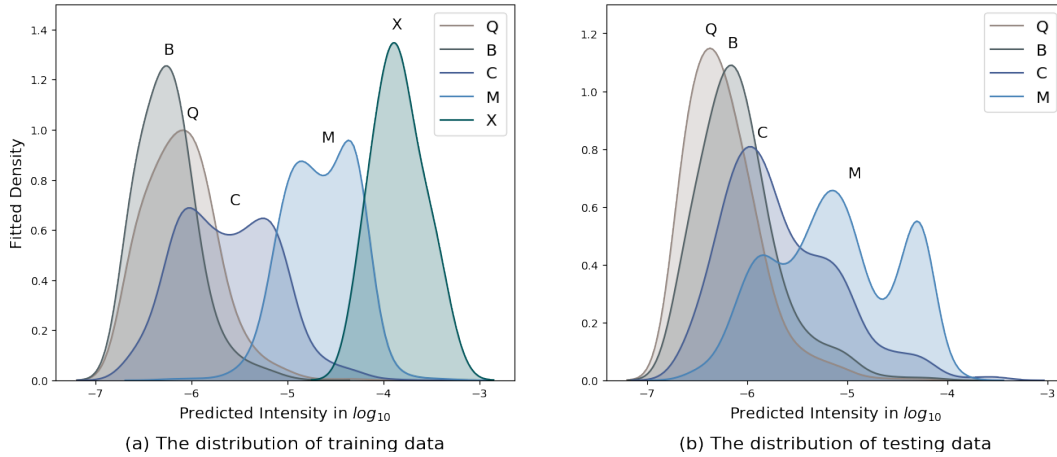 X
B
Q
M
C
Q
B
C
M
X
1.4
1.2
1.0
0.8
0.6
0.4
0.2
0.0
Fitted Density
−7
−6
−5
−4
−3
Predicted Intensity in log10
(a) The distribution of training data
Q
B
C
M
Q
B
C
M
1.2
1.0
0.8
0.6
0.4
0.2
0.0
−7
−6
−5
−4
−3
Predicted Intensity in log10
(b) The distribution of testing data